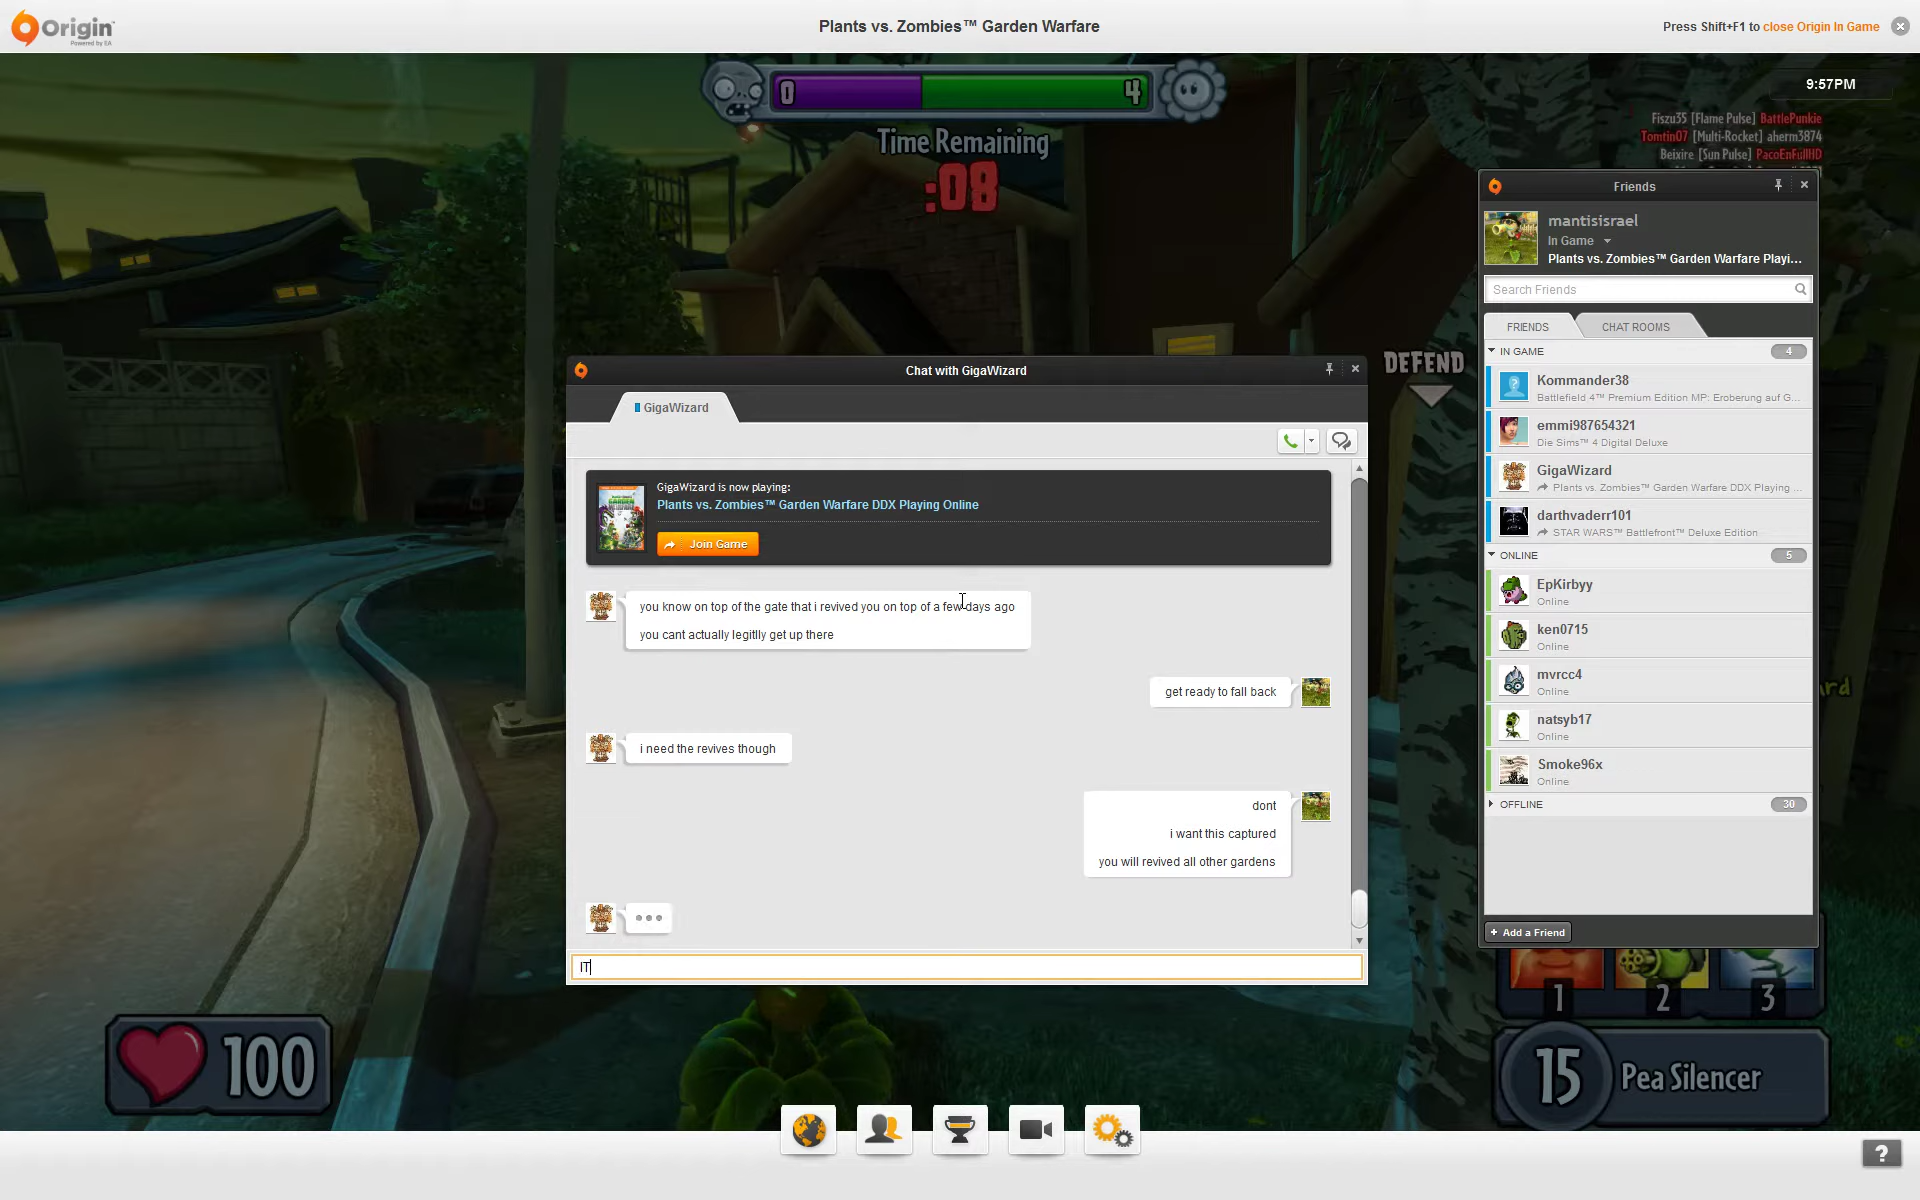 Origin
Powered by EA
Plants vs. Zombies™ Garden Warfare
Press Shift+F1 to close Origin In Game
0
4
Time Remaining
:08
9:57PM
Fiszu35 [Flame Pulse] BattlePunkie
Tomtin07 [Multi-Rocket] aherm3874
Beixire [Sun Pulse] PacoEnFullHD
DEFEND
Chat with GigaWizard
GigaWizard
GigaWizard is now playing:
Plants vs. Zombies™ Garden Warfare DDX Playing Online
Join Game
you know on top of the gate that i revived you on top of a few days ago
you cant actually legitlly get up there
get ready to fall back
i need the revives though
dont
i want this captured
you will revived all other gardens
IT
Friends
mantisisrael
In Game
Plants vs. Zombies™ Garden Warfare Playi...
Search Friends
FRIENDS
CHAT ROOMS
IN GAME
4
Kommander38
Battlefield 4™ Premium Edition MP: Eroberung auf G...
emmi987654321
Die Sims™ 4 Digital Deluxe
GigaWizard
Plants vs. Zombies™ Garden Warfare DDX Playing ...
darthvaderr101
STAR WARS™ Battlefront™ Deluxe Edition
ONLINE
5
EpKirbyy
Online
ken0715
Online
mvrcc4
Online
natsyb17
Online
Smoke96x
Online
OFFLINE
30
+ Add a Friend
1
2
3
100
15
Pea Silencer
?